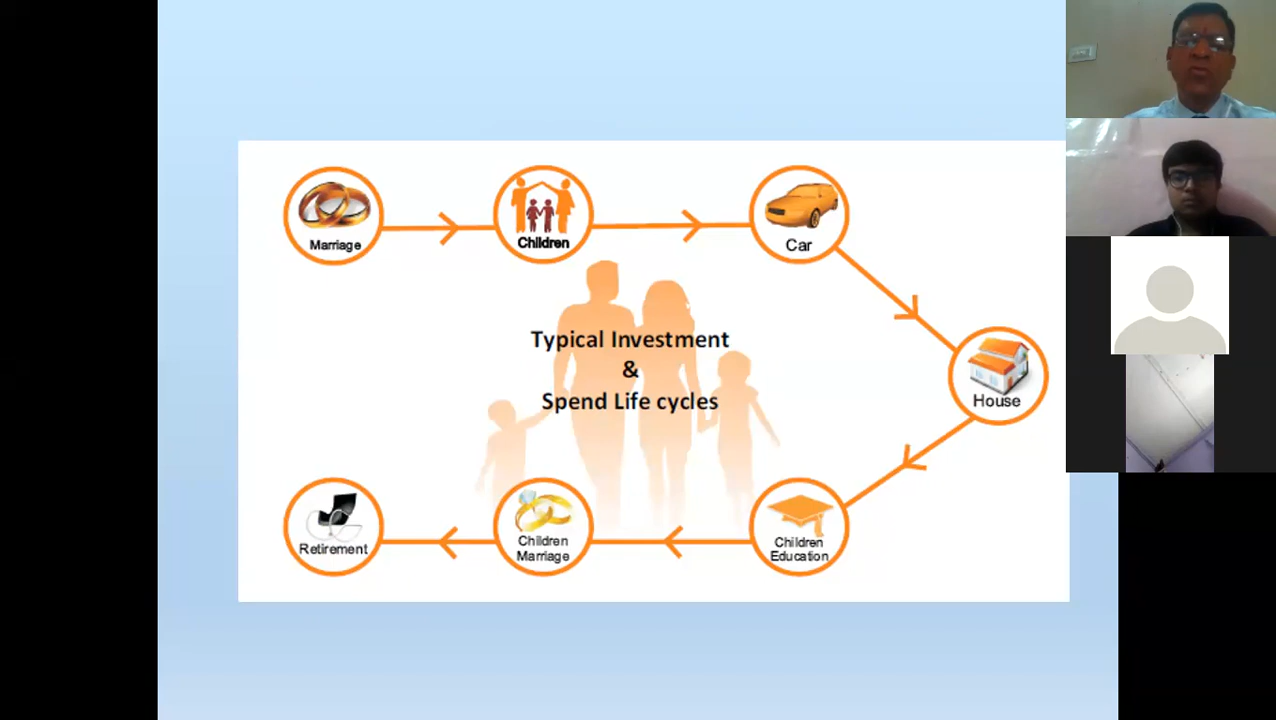 Marriage
Children
Car
Typical Investment
&
Spend Life cycles
House
Children
Education
Children
Marriage
Retirement